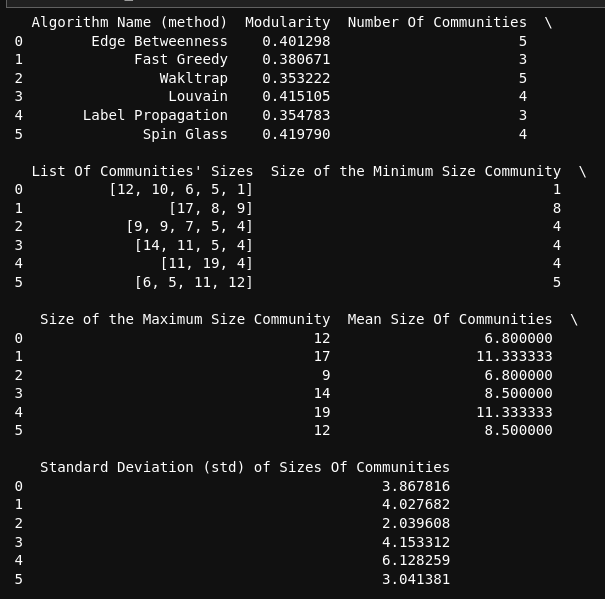 Algorithm Name (method) Modularity Number Of Communities \
0 Edge Betweenness 0.401298 5
1 Fast Greedy 0.380671 3
2 Wakltrap 0.353222 5
3 Louvain 0.415105 4
4 Label Propagation 0.354783 3
5 Spin Glass 0.419790 4
List Of Communities' Sizes Size of the Minimum Size Community \
0 [12, 10, 6, 5, 1] 1
1 [17, 8, 9] 8
2 [9, 9, 7, 5, 4] 4
3 [14, 11, 5, 4] 4
4 [11, 19, 4] 4
5 [6, 5, 11, 12] 5
Size of the Maximum Size Community Mean Size Of Communities \
0 12 6.800000
1 17 11.333333
2 9 6.800000
3 14 8.500000
4 19 11.333333
5 12 8.500000
Standard Deviation (std) of Sizes Of Communities
0 3.867816
1 4.027682
2 2.039608
3 4.153312
4 6.128259
5 3.041381